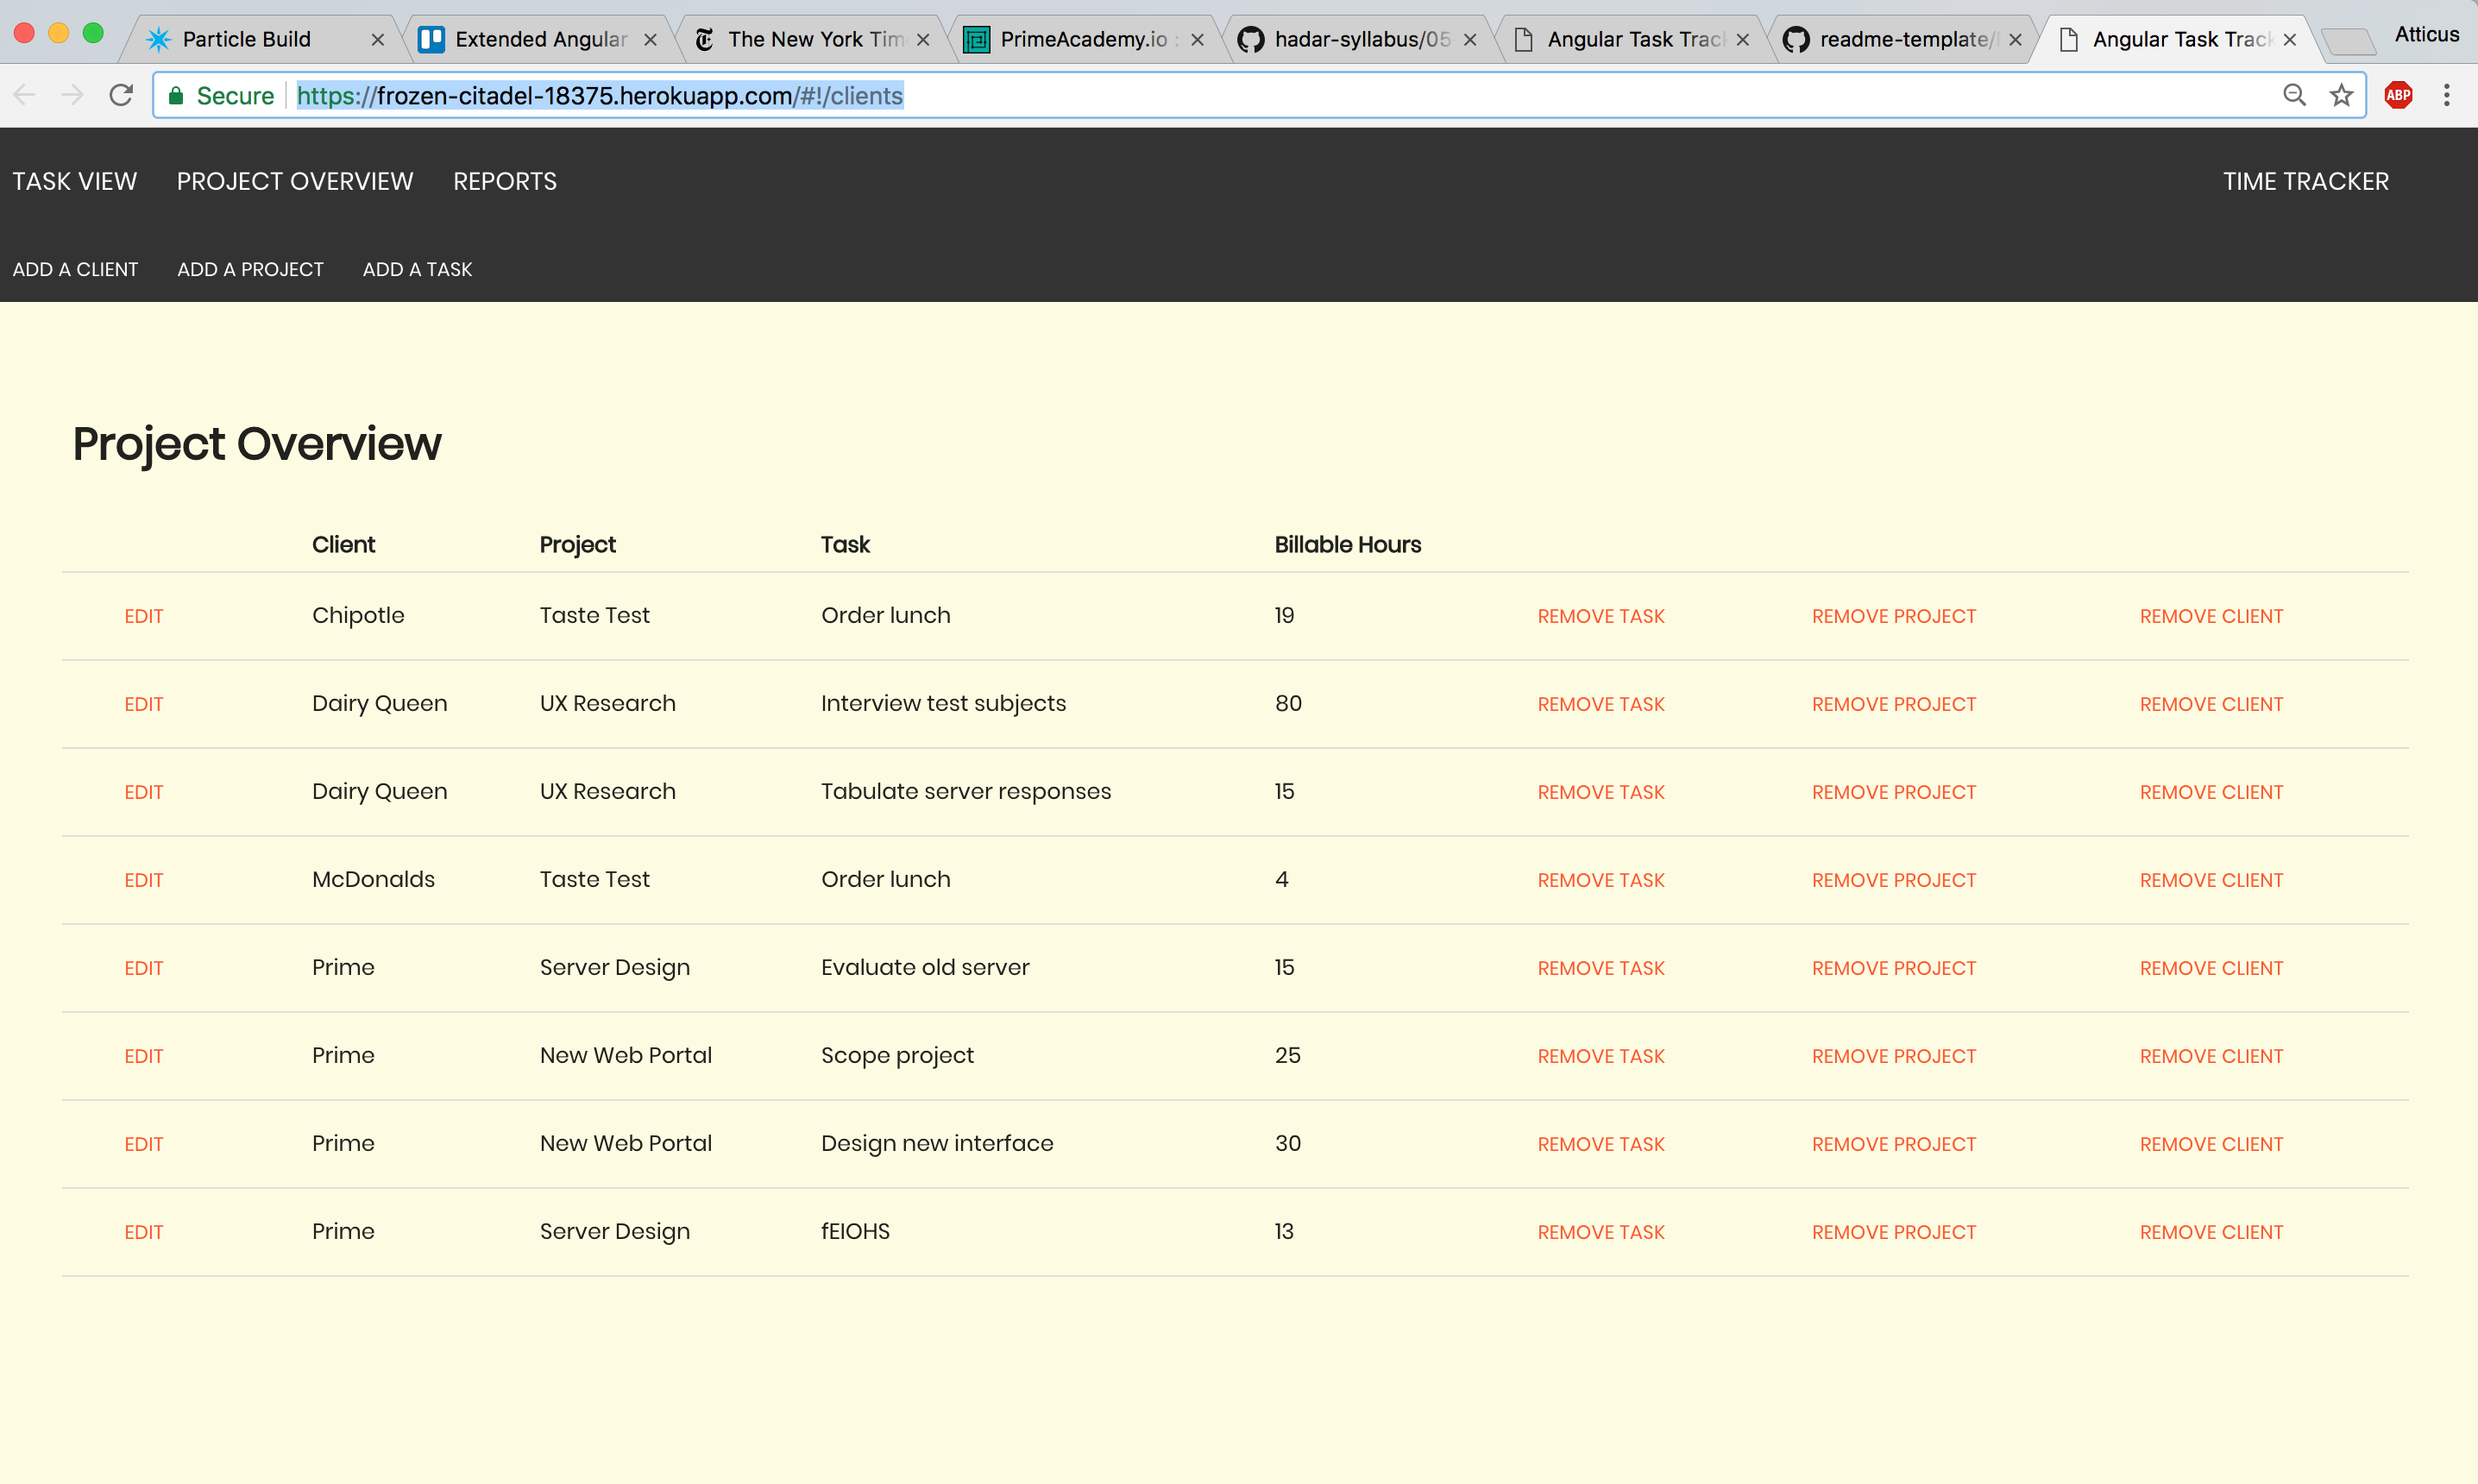 Particle Build
Extended Angular
The New York Tim
PrimeAcademy.io :
hadar-syllabus/05
Angular Task Track
readme-template/
Angular Task Track
Atticus
Secure https://frozen-citadel-18375.herokuapp.com/#!/clients ABP
TASK VIEW PROJECT OVERVIEW REPORTS TIME TRACKER
ADD A CLIENT ADD A PROJECT ADD A TASK
Project Overview
Client Project Task Billable Hours
EDIT Chipotle Taste Test Order lunch 19 REMOVE TASK REMOVE PROJECT REMOVE CLIENT
EDIT Dairy Queen UX Research Interview test subjects 80 REMOVE TASK REMOVE PROJECT REMOVE CLIENT
EDIT Dairy Queen UX Research Tabulate server responses 15 REMOVE TASK REMOVE PROJECT REMOVE CLIENT
EDIT McDonalds Taste Test Order lunch 4 REMOVE TASK REMOVE PROJECT REMOVE CLIENT
EDIT Prime Server Design Evaluate old server 15 REMOVE TASK REMOVE PROJECT REMOVE CLIENT
EDIT Prime New Web Portal Scope project 25 REMOVE TASK REMOVE PROJECT REMOVE CLIENT
EDIT Prime New Web Portal Design new interface 30 REMOVE TASK REMOVE PROJECT REMOVE CLIENT
EDIT Prime Server Design fEIOHS 13 REMOVE TASK REMOVE PROJECT REMOVE CLIENT